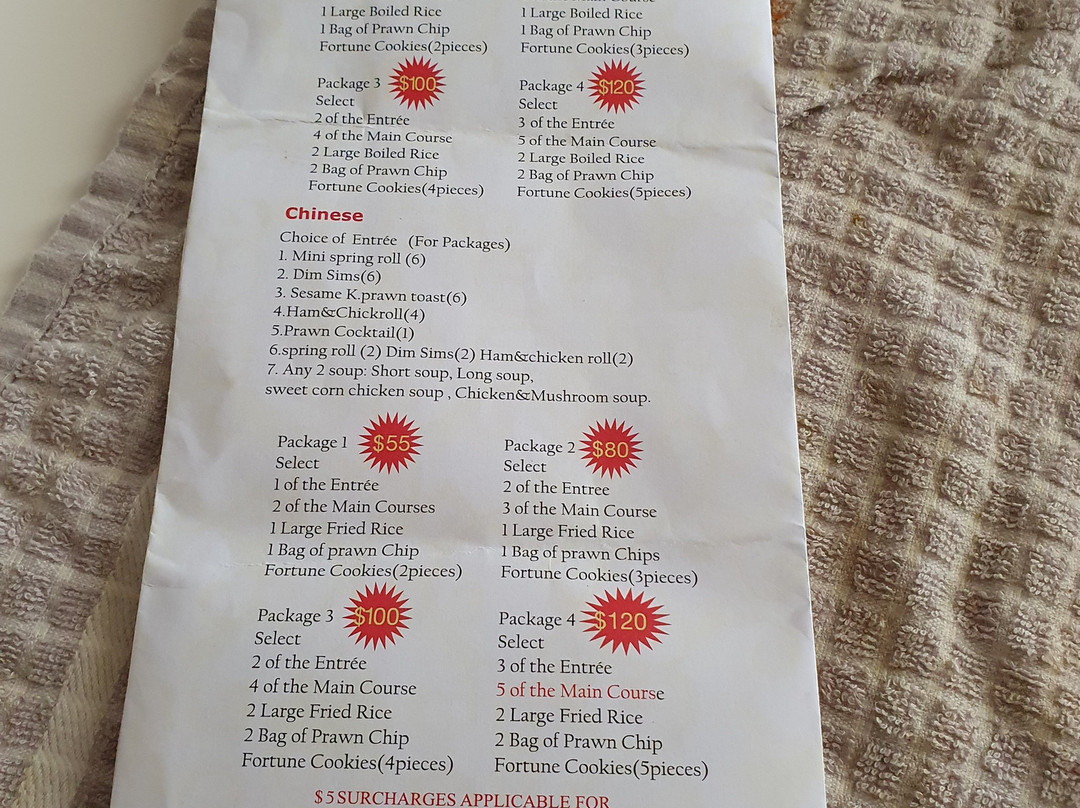 1 Large Boiled Rice
1 Bag of Prawn Chip
Fortune Cookies(2pieces)
1 Large Boiled Rice
1 Bag of Prawn Chip
Fortune Cookies(3pieces)
Package 3 $100
Select
2 of the Entrée
4 of the Main Course
2 Large Boiled Rice
2 Bag of Prawn Chip
Fortune Cookies(4pieces)
Package 4 $120
Select
3 of the Entrée
5 of the Main Course
2 Large Boiled Rice
2 Bag of Prawn Chip
Fortune Cookies(5pieces)
Chinese
Choice of Entrée (For Packages)
1. Mini spring roll (6)
2. Dim Sims(6)
3. Sesame K.prawn toast(6)
4.Ham&Chickroll(4)
5.Prawn Cocktail(1)
6.spring roll (2) Dim Sims(2) Ham&chicken roll(2)
7. Any 2 soup: Short soup, Long soup,
sweet corn chicken soup , Chicken&Mushroom soup.
Package 1 $55
Select
1 of the Entrée
2 of the Main Courses
1 Large Fried Rice
1 Bag of prawn Chip
Fortune Cookies(2pieces)
Package 2 $80
Select
2 of the Entree
3 of the Main Course
1 Large Fried Rice
1 Bag of prawn Chips
Fortune Cookies(3pieces)
Package 3 $100
Select
2 of the Entrée
4 of the Main Course
2 Large Fried Rice
2 Bag of Prawn Chip
Fortune Cookies(4pieces)
Package 4 $120
Select
3 of the Entrée
5 of the Main Course
2 Large Fried Rice
2 Bag of Prawn Chip
Fortune Cookies(5pieces)
$5 SURCHARGES APPLICABLE FOR